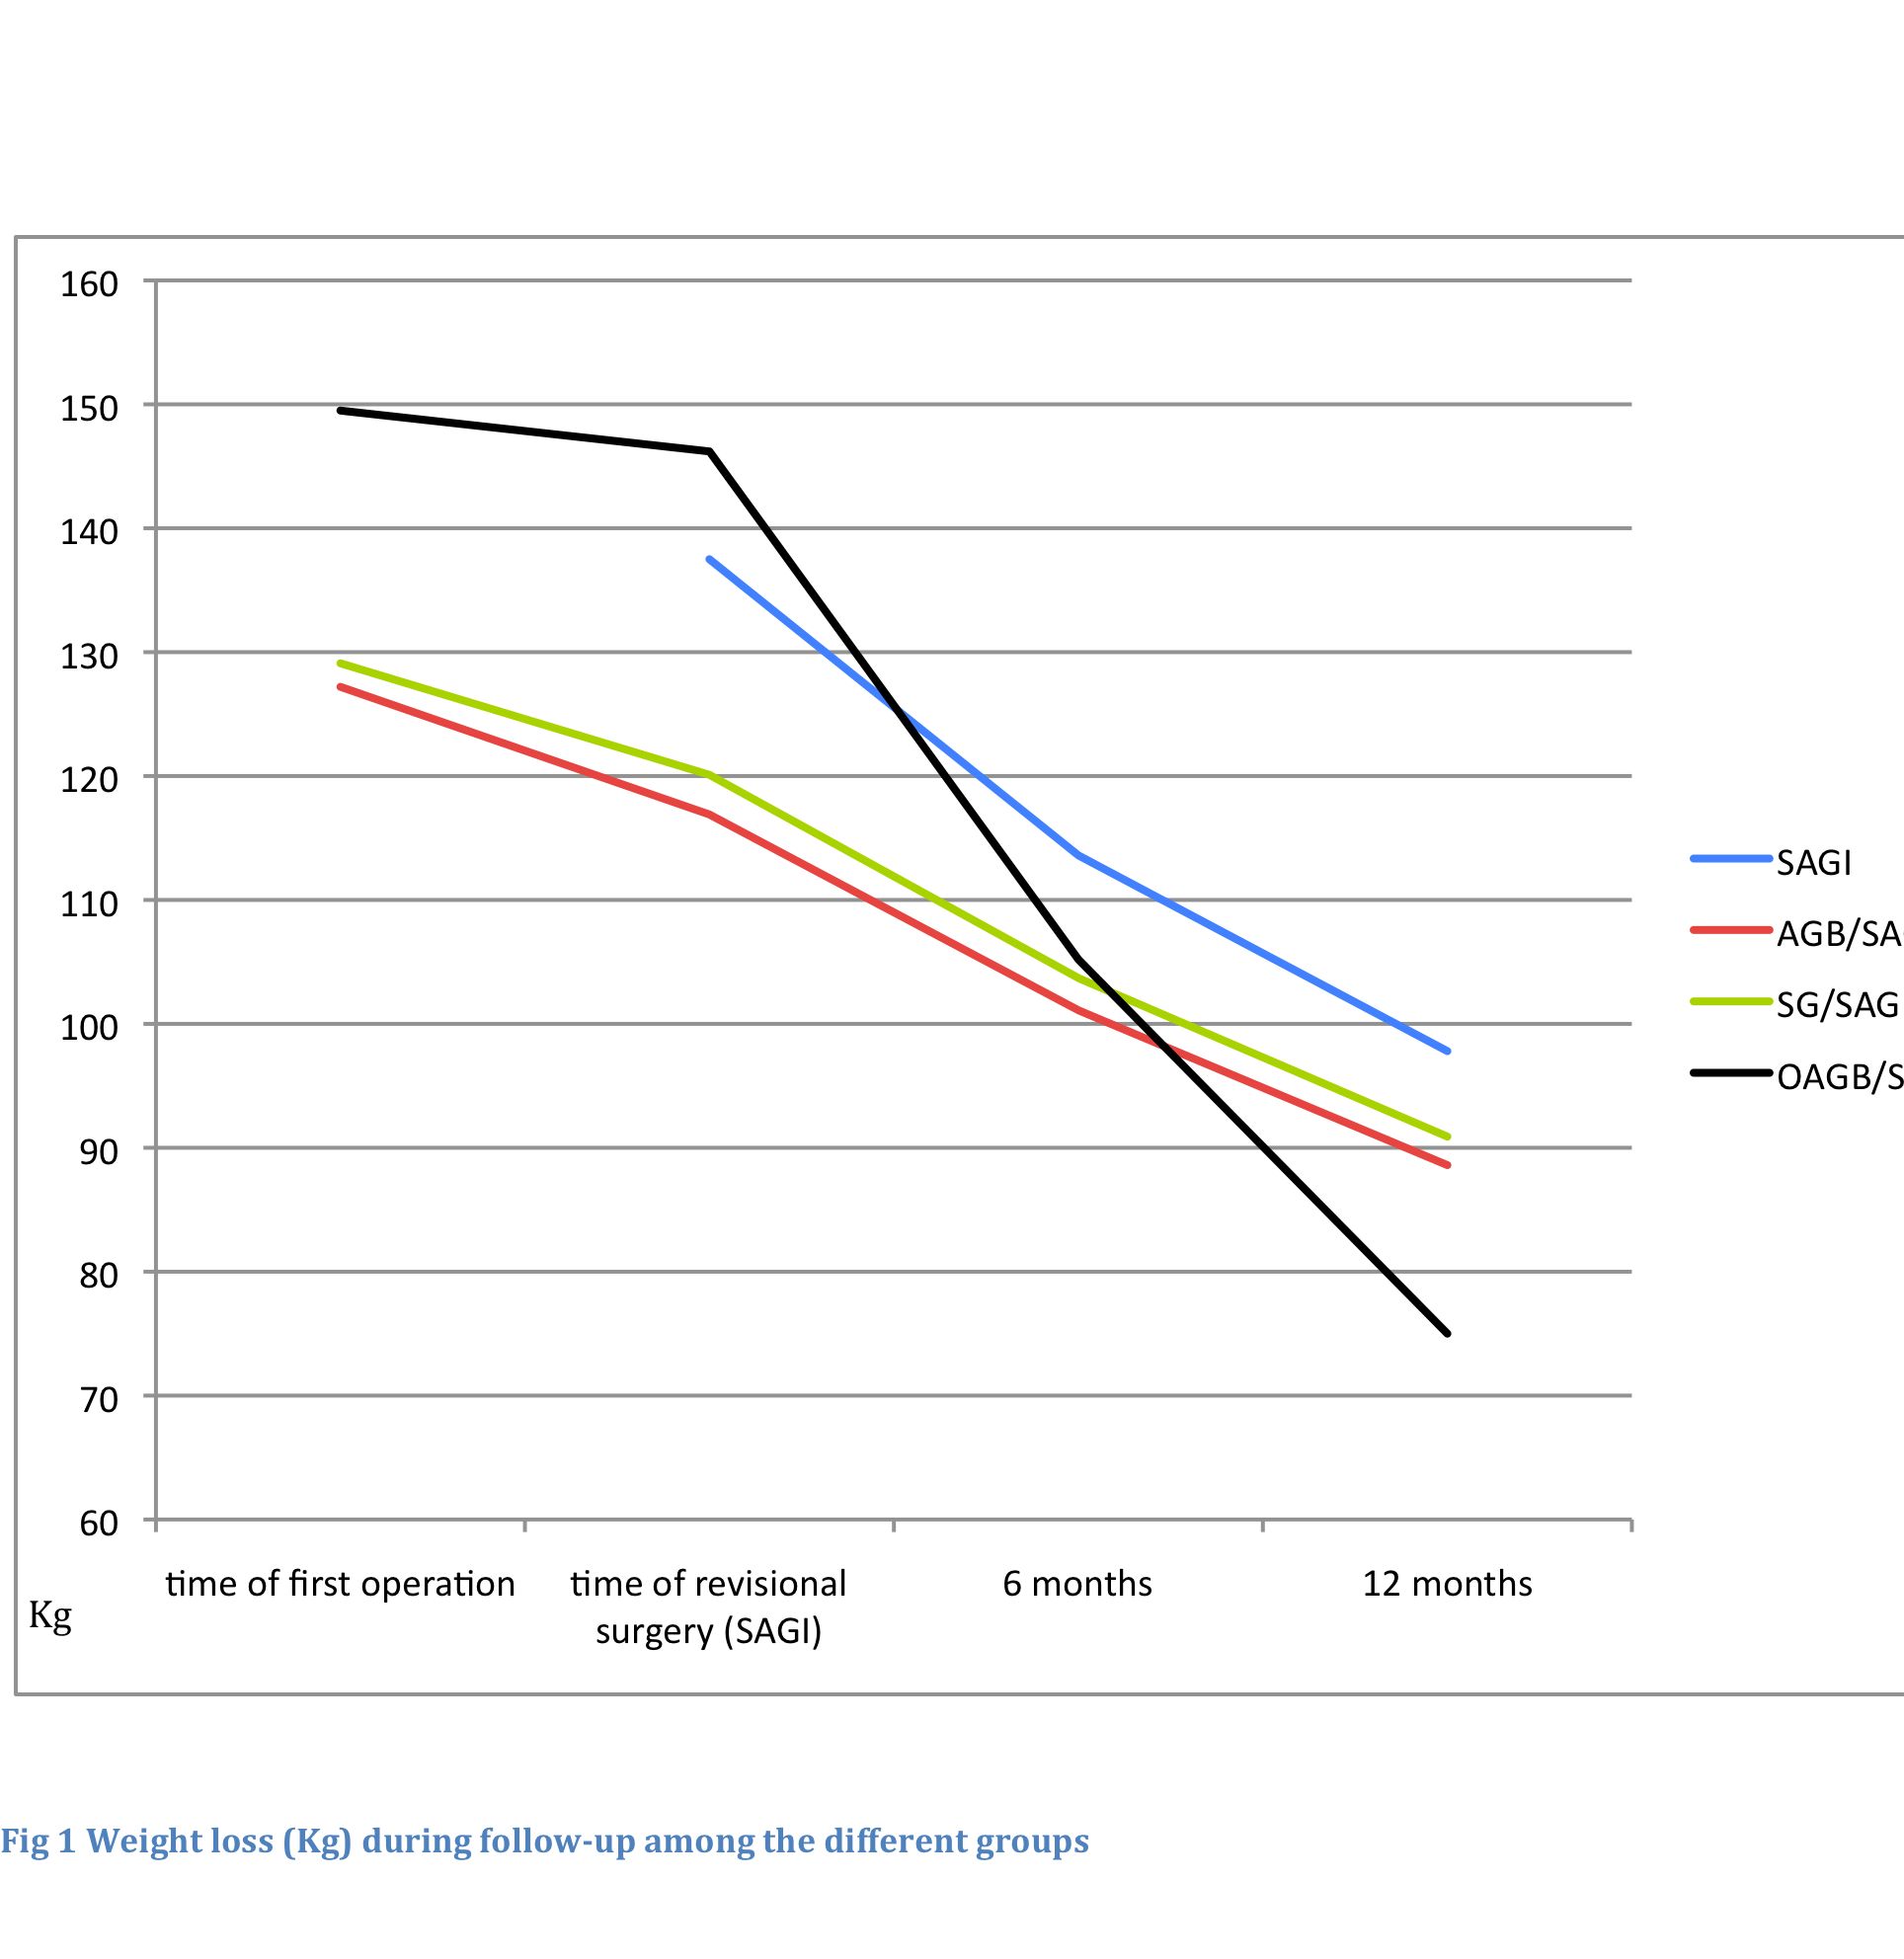 160
150
140
130
120
110
100
90
80
70
60
Kg
time of first operation
time of revisional
surgery (SAGI)
6 months
12 months
SAGI
AGB/SA
SG/SAG
OAGB/S
Fig 1 Weight loss (Kg) during follow-up among the different groups